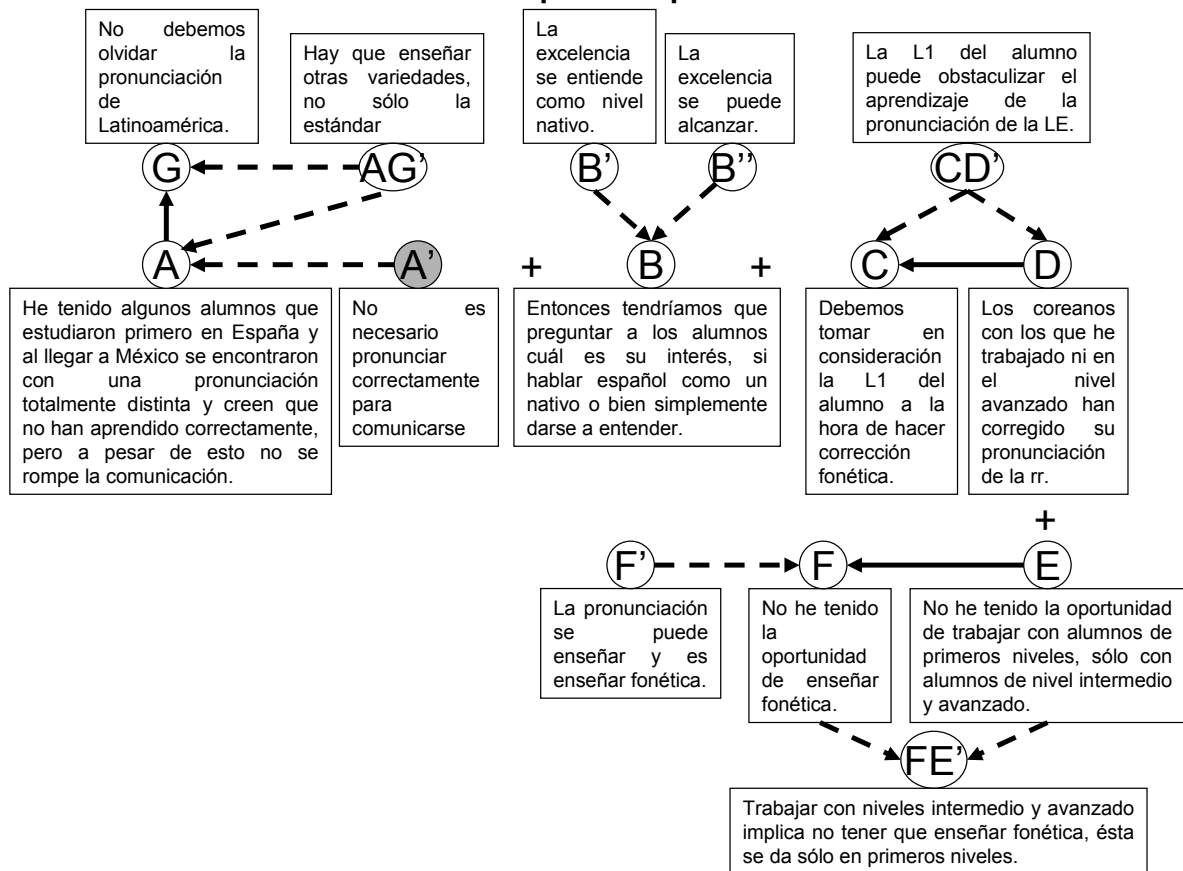 No debemos
olvidar la
pronunciación
de
Latinoamérica.
Hay que enseñar
otras variedades,
no sólo la
estándar
La
excelencia
se entiende
como nivel
nativo.
La
excelencia
se puede
alcanzar.
La L1 del alumno
puede obstaculizar el
aprendizaje de la
pronunciación de la LE.
G
AG'
B'
B''
CD'
A
A'
+
B
+
C
D
He tenido algunos alumnos que
estudiaron primero en España y
al llegar a México se encontraron
con una pronunciación
totalmente distinta y creen que
no han aprendido correctamente,
pero a pesar de esto no se
rompe la comunicación.
No es
necesario
pronunciar
correctamente
para
comunicarse
Entonces tendríamos que
preguntar a los alumnos
cuál es su interés, si
hablar español como un
nativo o bien simplemente
darse a entender.
Debemos
tomar en
consideración
la L1 del
alumno a la
hora de hacer
corrección
fonética.
Los coreanos
con los que he
trabajado ni en
el nivel
avanzado han
corregido su
pronunciación
de la rr.
+
F'
F
E
La pronunciación
se puede
enseñar y es
enseñar fonética.
No he tenido
la
oportunidad
de enseñar
fonética.
No he tenido la oportunidad
de trabajar con alumnos de
primeros niveles, sólo con
alumnos de nivel intermedio
y avanzado.
FE'
Trabajar con niveles intermedio y avanzado
implica no tener que enseñar fonética, ésta
se da sólo en primeros niveles.